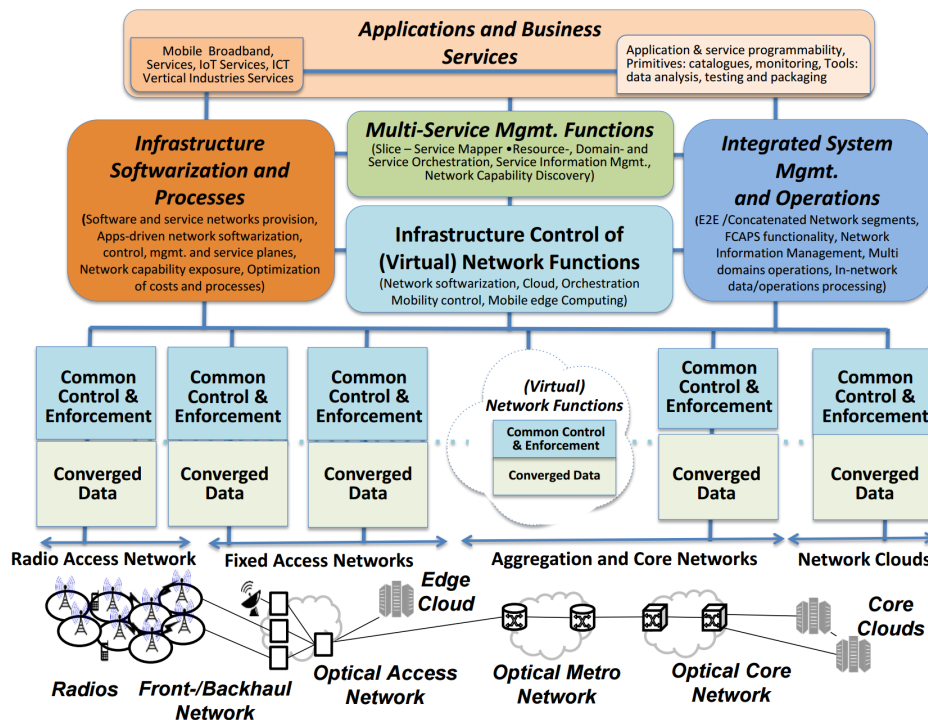 Applications and Business
Services
Mobile Broadband,
Services, IoT Services, ICT
Vertical Industries Services
Application & service programmability,
Primitives: catalogues, monitoring, Tools:
data analysis, testing and packaging
Infrastructure
Softwarization and
Processes
(Software and service networks provision,
Apps-driven network softwarization,
control, mgmt. and service planes,
Network capability exposure, Optimization
of costs and processes)
Multi-Service Mgmt. Functions
(Slice – Service Mapper •Resource-, Domain- and
Service Orchestration, Service Information Mgmt.,
Network Capability Discovery)
Infrastructure Control of
(Virtual) Network Functions
(Network softwarization, Cloud, Orchestration
Mobility control, Mobile edge Computing)
Integrated System
Mgmt.
and Operations
(E2E /Concatenated Network segments,
FCAPS functionality, Network
Information Management, Multi
domains operations, In-network
data/operations processing)
Common
Control &
Enforcement
Converged
Data
Common
Control &
Enforcement
Converged
Data
Common
Control &
Enforcement
Converged
Data
(Virtual)
Network Functions
Common Control
& Enforcement
Converged Data
Common
Control &
Enforcement
Converged
Data
Common
Control &
Enforcement
Converged
Data
Radio Access Network
Fixed Access Networks
Aggregation and Core Networks
Network Clouds
Edge
Cloud
Core
Clouds
Radios
Front-/Backhaul
Network
Optical Access
Network
Optical Metro
Network
Optical Core
Network